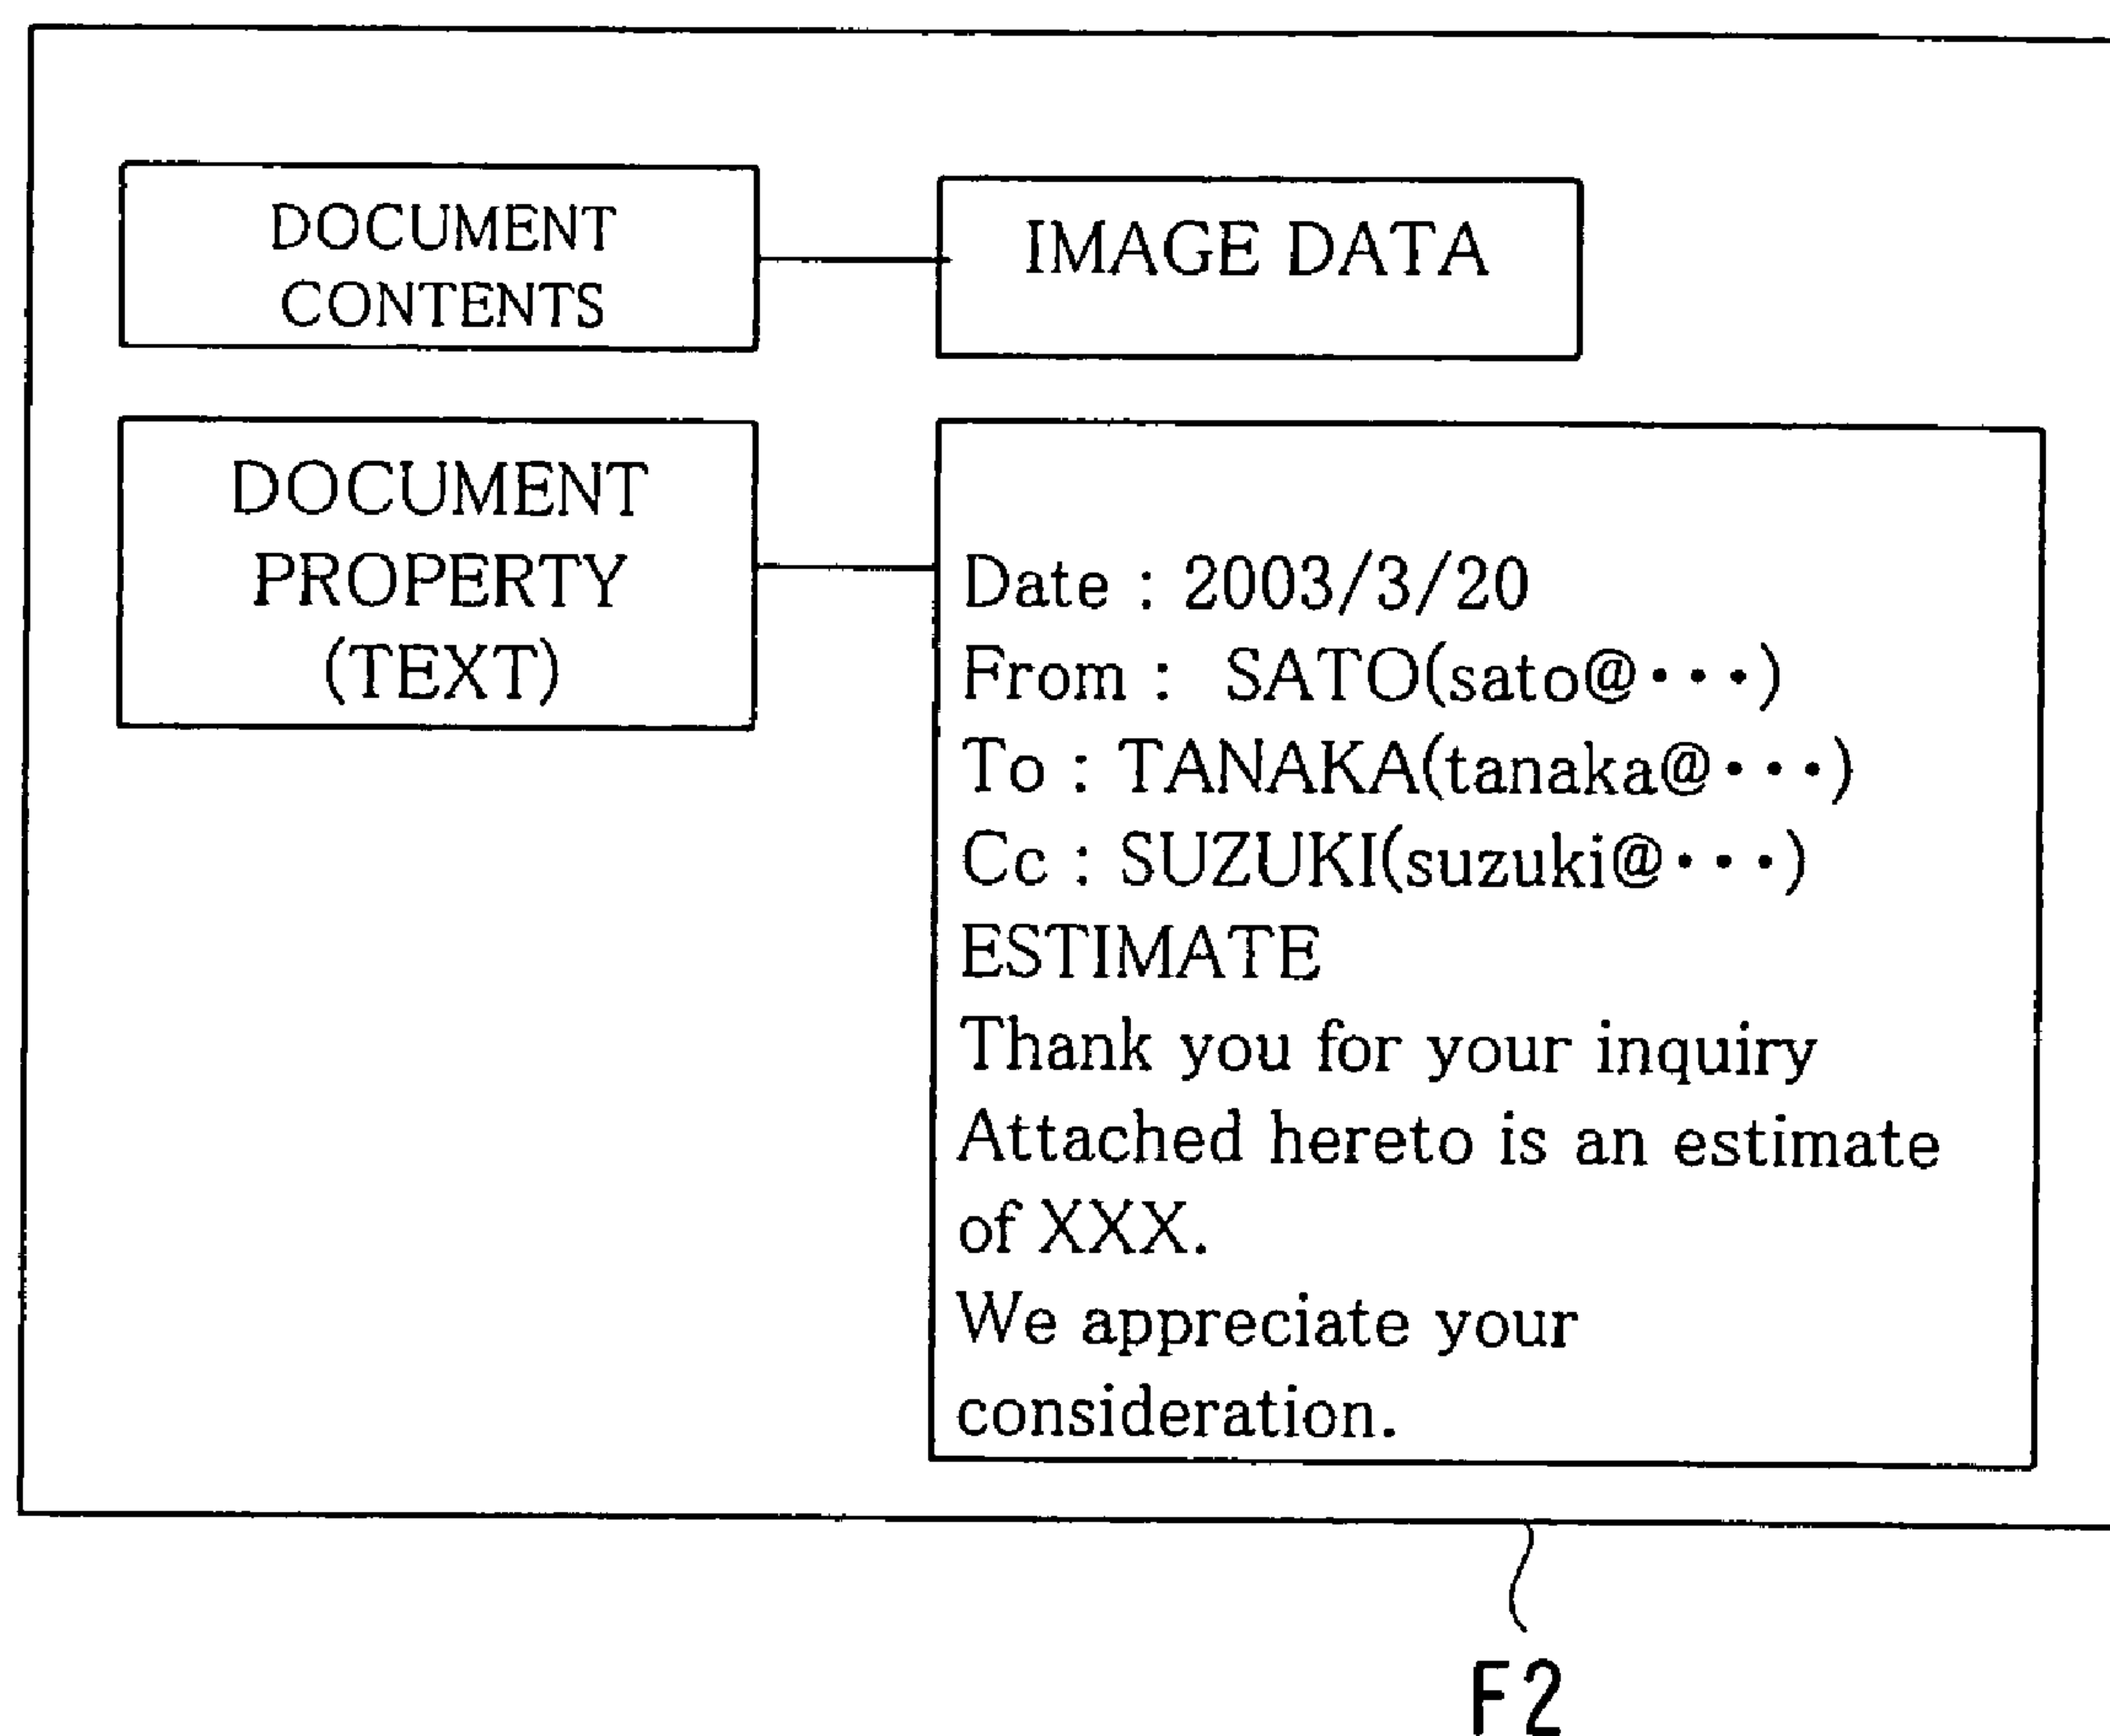 DOCUMENT
CONTENTS
IMAGE DATA
DOCUMENT
PROPERTY
(TEXT)
Date : 2003/3/20
From : SATO(sato@・・・)
To : TANAKA(tanaka@・・・)
Cc : SUZUKI(suzuki@・・・)
ESTIMATE
Thank you for your inquiry
Attached hereto is an estimate
of XXX.
We appreciate your
consideration.
F2